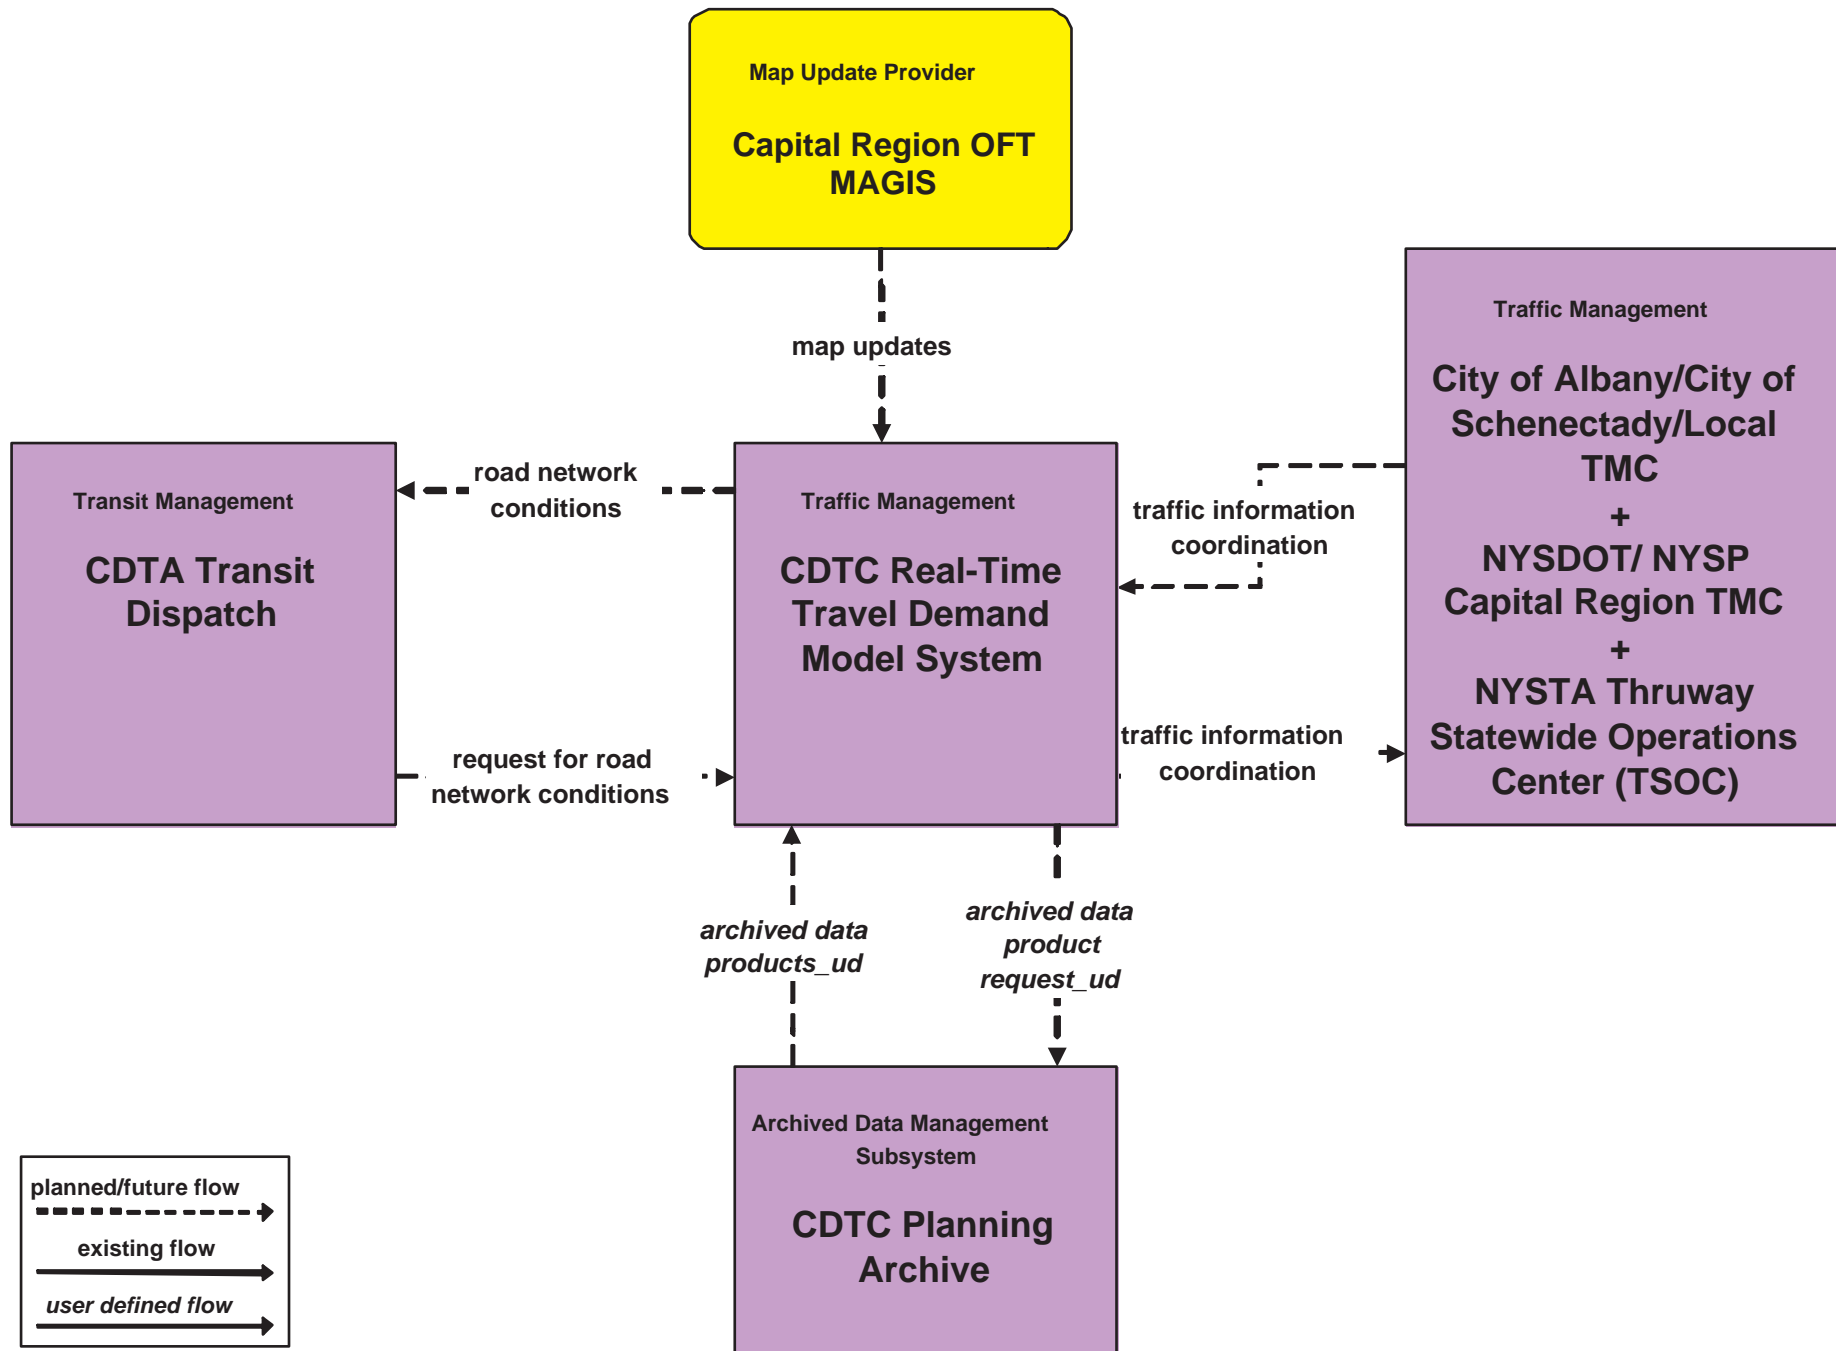 Map Update Provider
Capital Region OFT
MAGIS
map updates
Transit Management
CDTA Transit
Dispatch
road network
conditions
request for road
network conditions
Traffic Management
CDTC Real-Time
Travel Demand
Model System
traffic information
coordination
traffic information
coordination
Traffic Management
City of Albany/City of
Schenectady/Local
TMC
+
NYSDOT/ NYSP
Capital Region TMC
+
NYSTA Thruway
Statewide Operations
Center (TSOC)
archived data
products_ud
archived data
product
request_ud
Archived Data Management
Subsystem
CDTC Planning
Archive
planned/future flow
existing flow
user defined flow